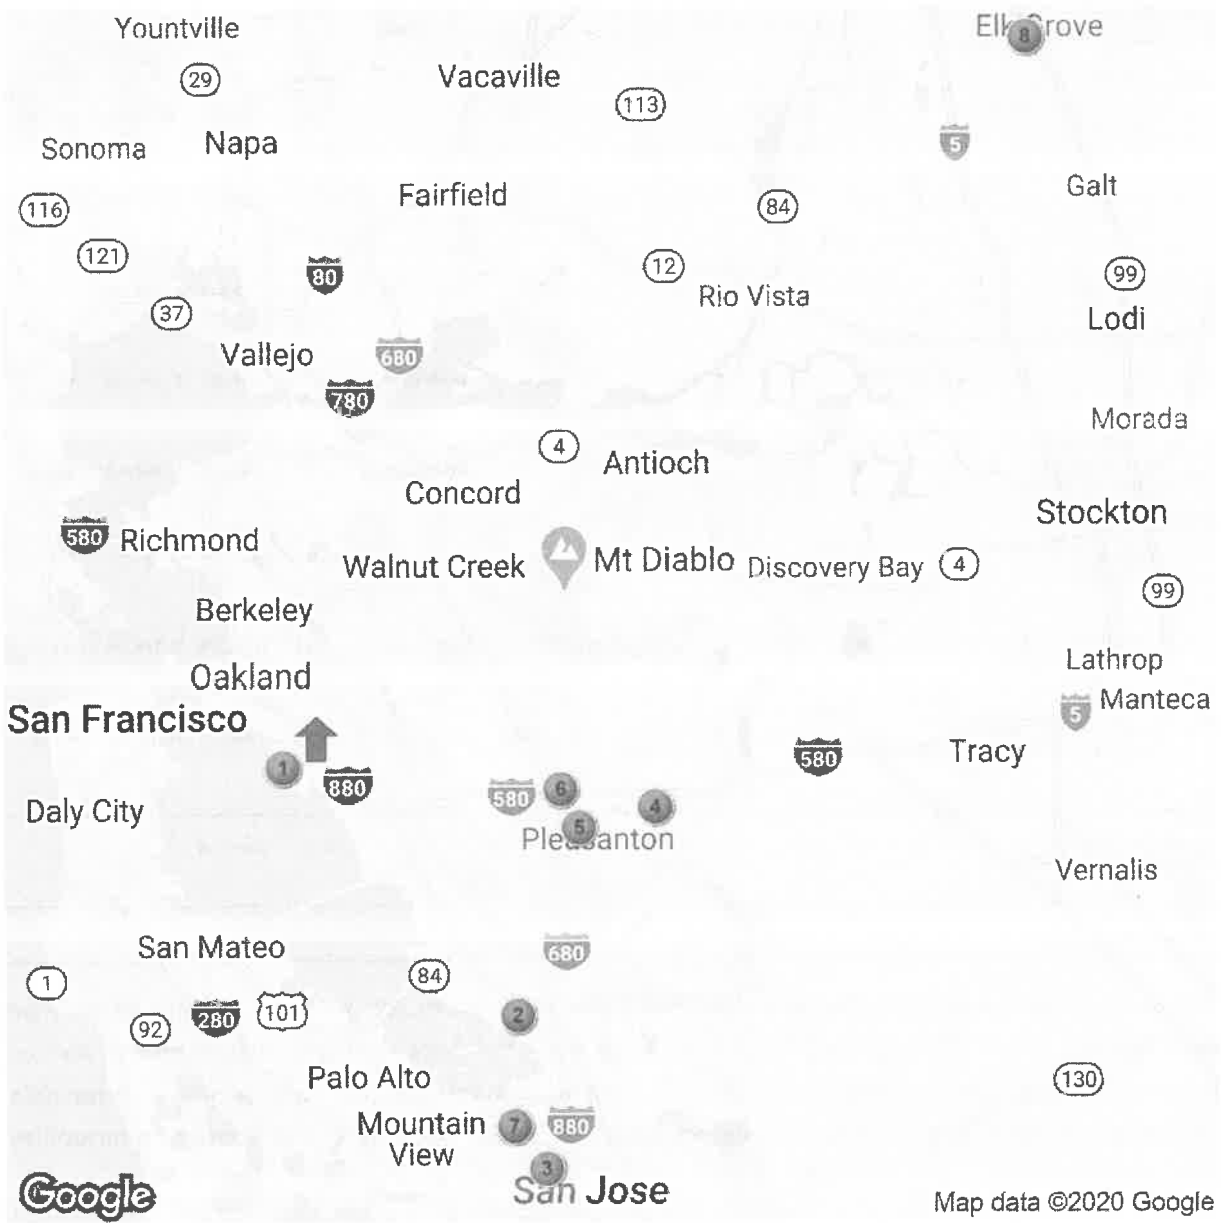 Yountville
Elk Grove
8
29
Vacaville
113
5
Sonoma
Napa
Galt
Fairfield
116
84
121
80
12
99
Rio Vista
37
Lodi
Vallejo
680
780
Morada
4
Antioch
Concord
Stockton
580
Richmond
Walnut Creek
Mt Diablo
Discovery Bay
4
99
Berkeley
Lathrop
Oakland
Manteca
5
San Francisco
Tracy
580
1
880
580
6
4
Daly City
5
Pleasanton
Vernalis
San Mateo
680
1
84
92
280
101
2
Palo Alto
130
Mountain
View
7
880
3
San Jose
Google
Map data ©2020 Google